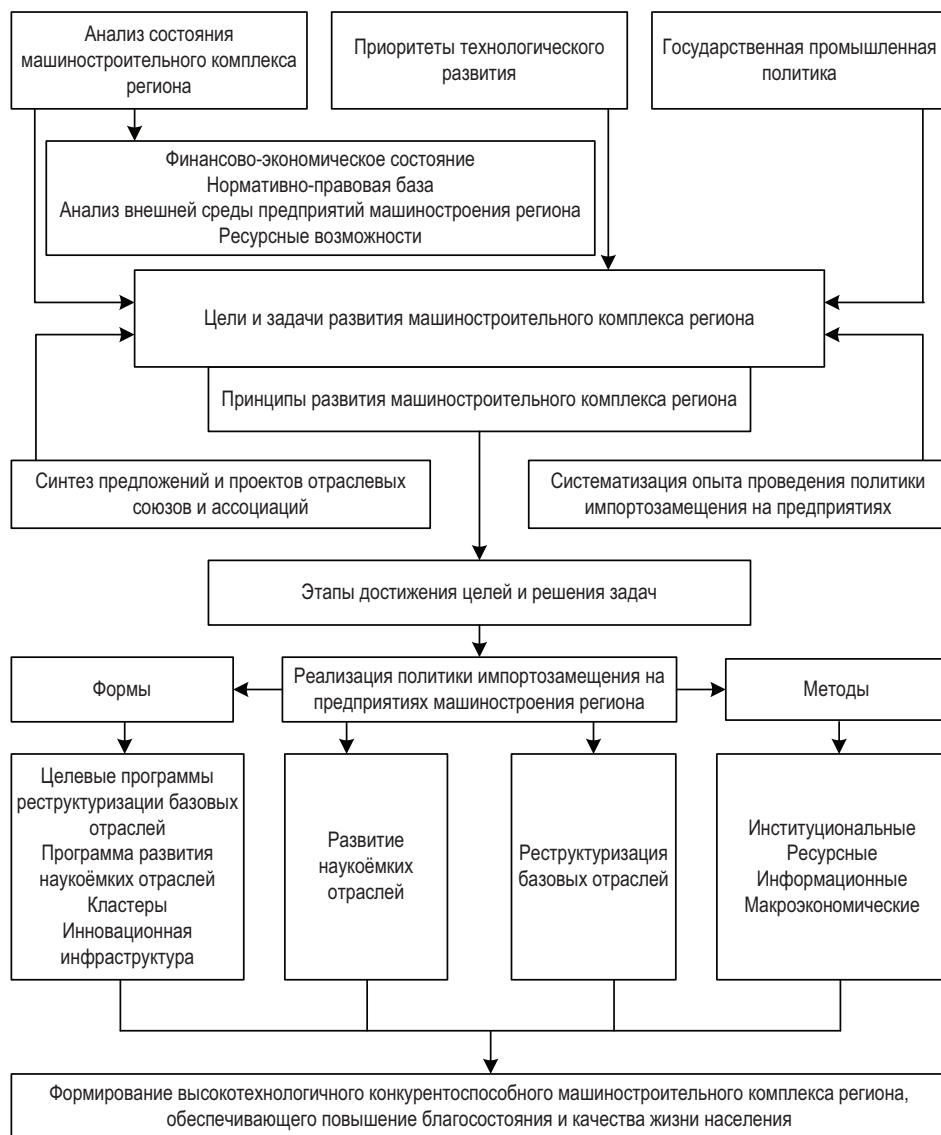 Анализ состояния
машиностроительного комплекса
региона
Приоритеты технологического
развития
Государственная промышленная
политика
Финансово-экономическое состояние
Нормативно-правовая база
Анализ внешней среды предприятий машиностроения региона
Ресурсные возможности
Цели и задачи развития машиностроительного комплекса региона
Принципы развития машиностроительного комплекса региона
Синтез предложений и проектов отраслевых
союзов и ассоциаций
Систематизация опыта проведения политики
импортозамещения на предприятиях
Этапы достижения целей и решения задач
Формы
Реализация политики импортозамещения на
предприятиях машиностроения региона
Методы
Целевые программы
реструктуризации базовых
отраслей
Программа развития
наукоёмких отраслей
Кластеры
Инновационная
инфраструктура
Развитие
наукоёмких
отраслей
Реструктуризация
базовых отраслей
Институциональные
Ресурсные
Информационные
Макроэкономические
Формирование высокотехнологичного конкурентоспособного машиностроительного комплекса региона,
обеспечивающего повышение благосостояния и качества жизни населения